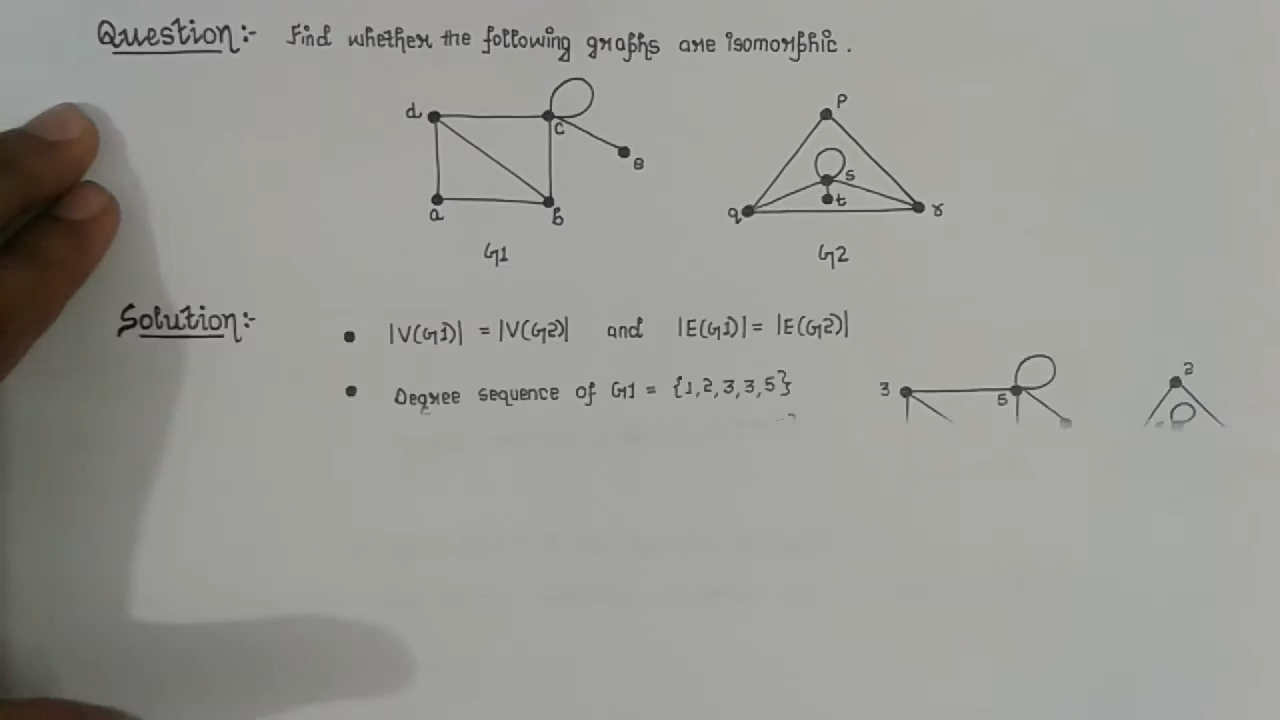 Question:- Find whether the following graphs are isomorphic.
d c e a b G1
p s t q r G2
Solution:-
• |V(G1)| = |V(G2)| and |E(G1)| = |E(G2)|
• Degree sequence of G1 = {1,2,3,3,5}
3 5 2